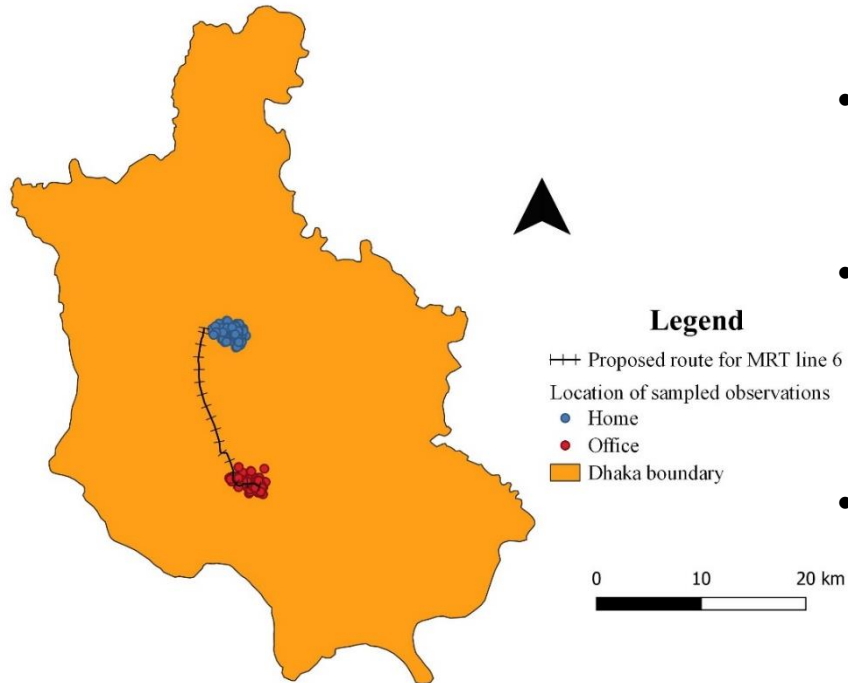 Legend
Proposed route for MRT line 6
Location of sampled observations
Home
Office
Dhaka boundary
0 10 20 km